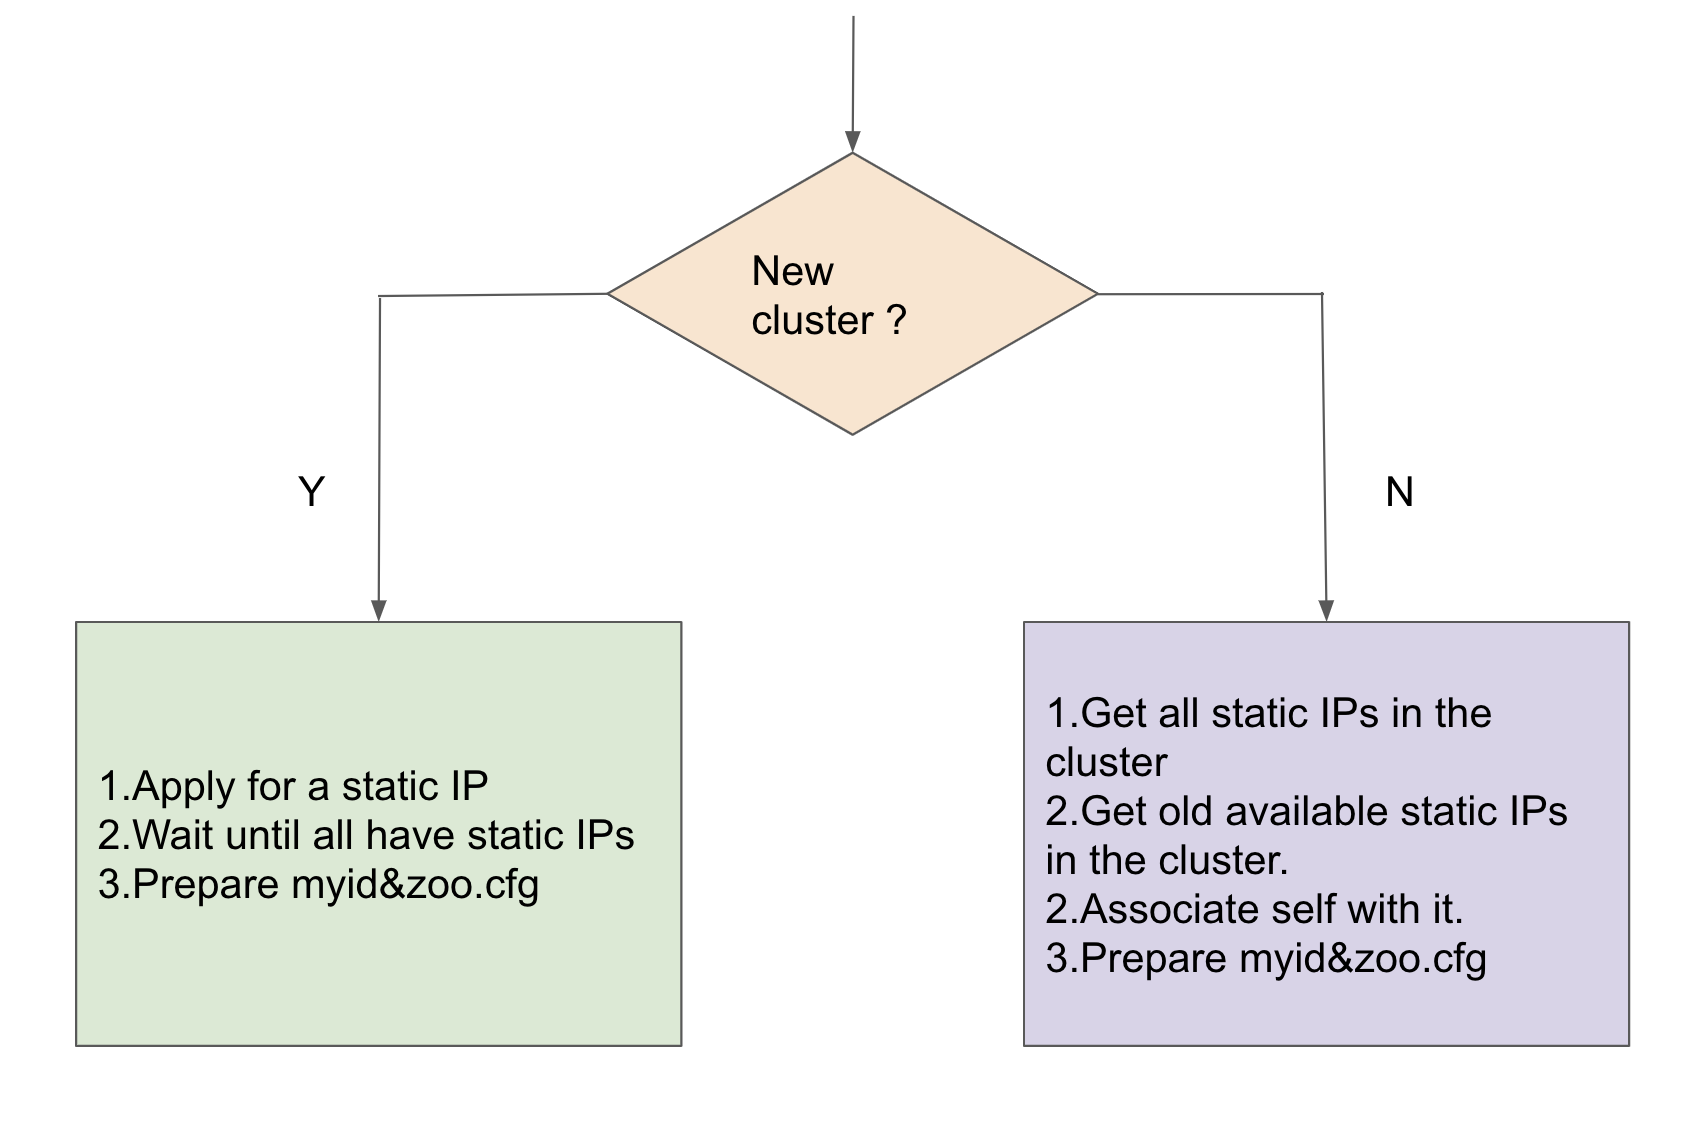 New
cluster ?
Y
N
1.Apply for a static IP
2.Wait until all have static IPs
3.Prepare myid&zoo.cfg
1.Get all static IPs in the
cluster
2.Get old available static IPs
in the cluster.
2.Associate self with it.
3.Prepare myid&zoo.cfg